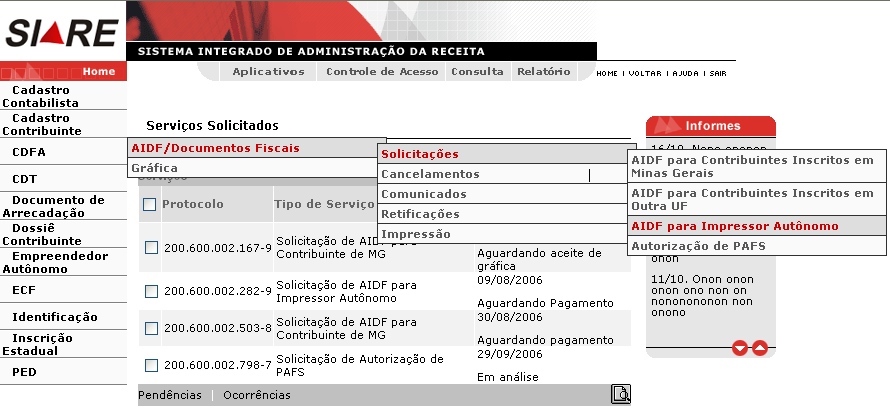 SIARE
SISTEMA INTEGRADO DE ADMINISTRAÇÃO DA RECEITA
Home
Aplicativos | Controle de Acesso | Consulta | Relatório
HOME | VOLTAR | AJUDA | SAIR
Cadastro
Contabilista
Cadastro
Contribuinte
CDFA
CDT
Documento de
Arrecadação
Dossiê
Contribuinte
Empreendedor
Autônomo
ECF
Identificação
Inscrição
Estadual
PED
Serviços Solicitados
AIDF/Documentos Fiscais
Gráfica
Solicitações
Cancelamentos
Comunicados
Retificações
Impressão
AIDF para Contribuintes Inscritos em
Minas Gerais
AIDF para Contribuintes Inscritos em
Outra UF
AIDF para Impressor Autônomo
Autorização de PAFS
Serviços
Protocolo
Tipo de Serviço
200.600.002.167-9
Solicitação de AIDF para
Contribuinte de MG
Aguardando aceite de
gráfica
200.600.002.282-9
Solicitação de AIDF para
Impressor Autônomo
09/08/2006
Aguardando Pagamento
200.600.002.503-8
Solicitação de AIDF para
Contribuinte de MG
30/08/2006
Aguardando pagamento
200.600.002.798-7
Solicitação de Autorização de
PAFS
29/09/2006
Em análise
Pendências | Ocorrências
Informes
16/10. Nono onono
onon
11/10. Onon onon
onon ono non on
nononononon non
onono